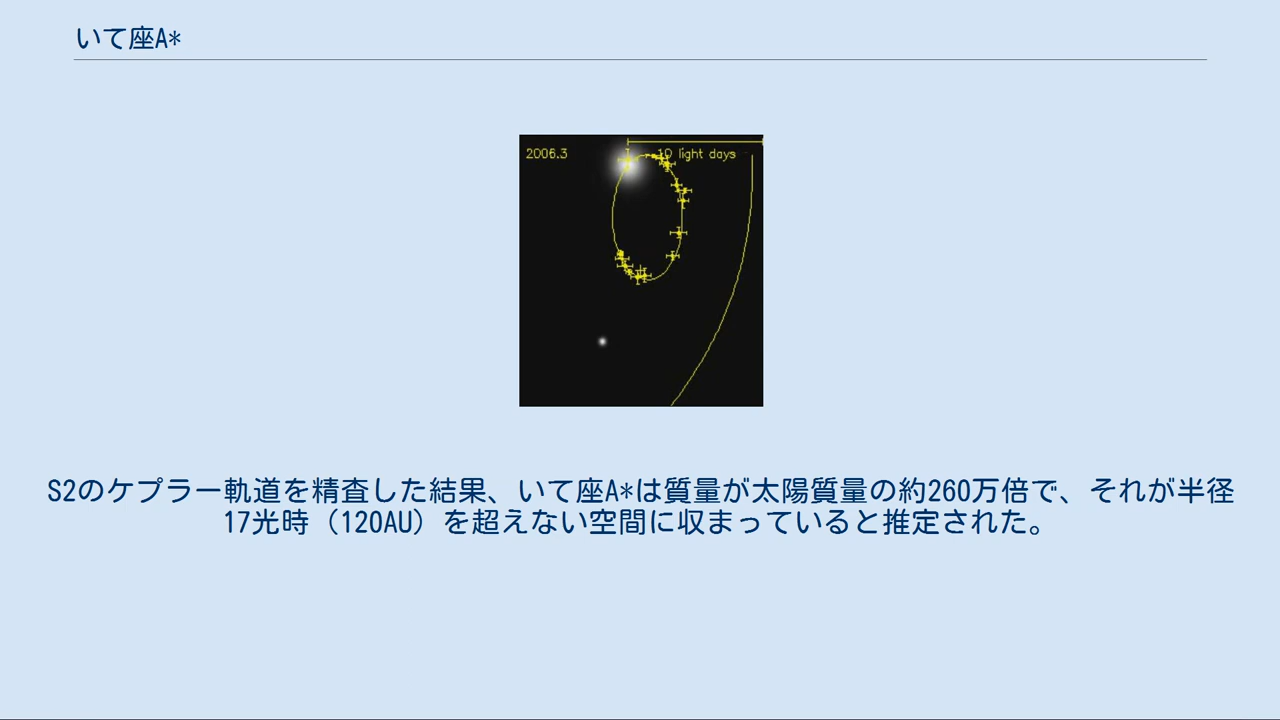 いて座A*
2006.3
10 light days
S2のケプラー軌道を精査した結果、いて座A*は質量が太陽質量の約260万倍で、それが半径
17光時（120AU）を超えない空間に収まっていると推定された。